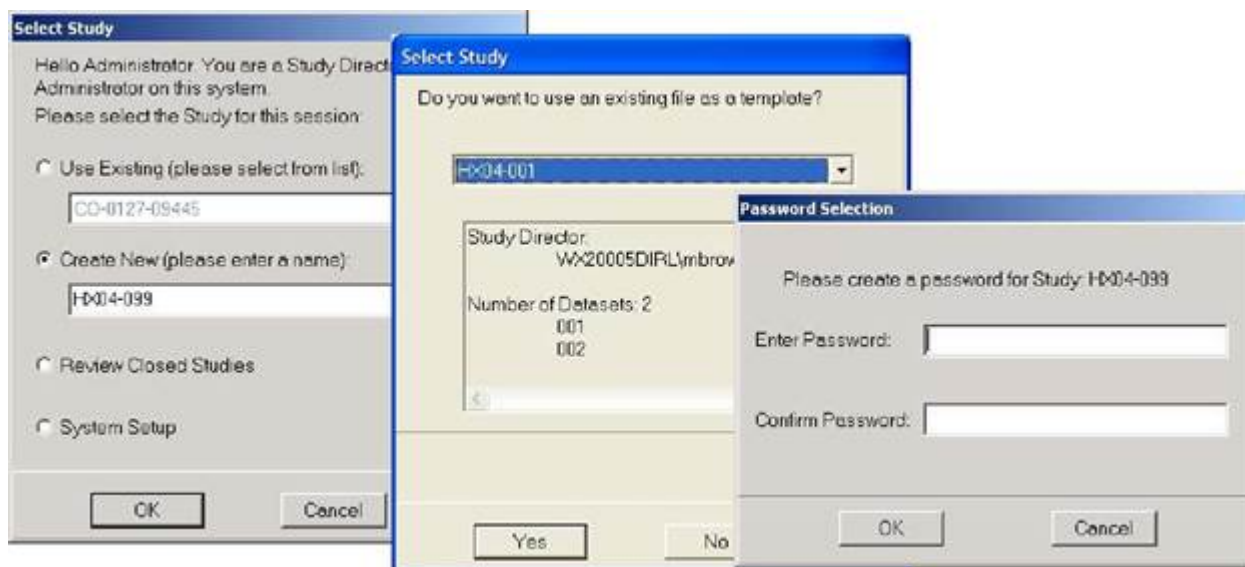 Select Study
Hello Administrator. You are a Study Direct
Administrator on this system.
Please select the Study for this session:
Use Existing (please select from list):
CO-0127-09445
Create New (please enter a name):
HX04-099
Review Closed Studies
System Setup
OK
Cancel
Select Study
Do you want to use an existing file as a template?
HX04-001
Study Director:
WX20005DIRL\mbrow
Number of Datasets: 2
001
002
Yes
No
Password Selection
Please create a password for Study: HX04-099
Enter Password:
Confirm Password:
OK
Cancel